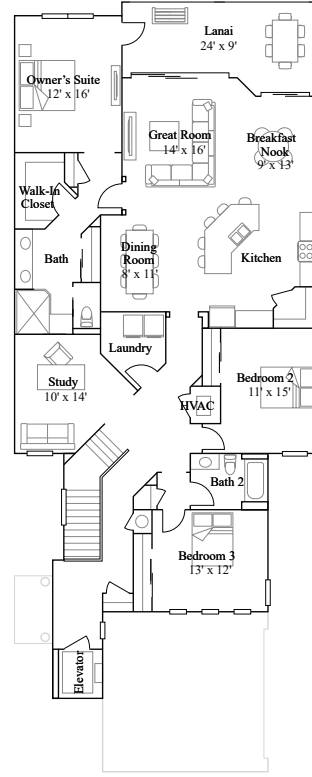 Lanai
24' x 9'
Owner's Suite
12' x 16'
Great Room
14' x 16'
Breakfast
Nook
9' x 13'
Walk-In
Closet
Bath
Dining
Room
8' x 11'
Kitchen
Laundry
Study
10' x 14'
Bedroom 2
11' x 15'
HVAC
Bath 2
Bedroom 3
13' x 12'
Elevator